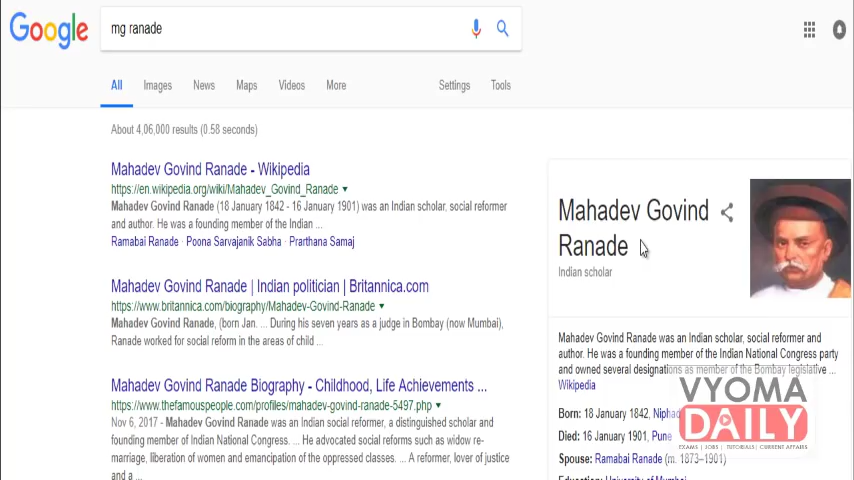 Google
mg ranade
All Images News Maps Videos More Settings Tools
About 4,06,000 results (0.58 seconds)
Mahadev Govind Ranade - Wikipedia
https://en.wikipedia.org/wiki/Mahadev_Govind_Ranade
Mahadev Govind Ranade (18 January 1842 - 16 January 1901) was an Indian scholar, social reformer
and author. He was a founding member of the Indian ...
Ramabai Ranade · Poona Sarvajanik Sabha · Prarthana Samaj
Mahadev Govind Ranade | Indian politician | Britannica.com
https://www.britannica.com/biography/Mahadev-Govind-Ranade
Mahadev Govind Ranade, (born Jan. ... During his seven years as a judge in Bombay (now Mumbai),
Ranade worked for social reform in the areas of child ...
Mahadev Govind Ranade Biography - Childhood, Life Achievements ...
https://www.thefamouspeople.com/profiles/mahadev-govind-ranade-5497.php
Nov 6, 2017 - Mahadev Govind Ranade was an Indian social reformer, a distinguished scholar and
founding member of Indian National Congress. ... He advocated social reforms such as widow re-
marriage, liberation of women and emancipation of the oppressed classes. ... A reformer, lover of justice
and a ...
Mahadev Govind
Ranade
Indian scholar
Mahadev Govind Ranade was an Indian scholar, social reformer and
author. He was a founding member of the Indian National Congress party
and owned several designations as member of the Bombay legislative ...
Wikipedia
Born: 18 January 1842, Niphad
Died: 16 January 1901, Pune
Spouse: Ramabai Ranade (m. 1873–1901)
Education: University of Mumbai
VYOMA
DAILY
EXAMS | JOBS | TUTORIALS | CURRENT AFFAIRS